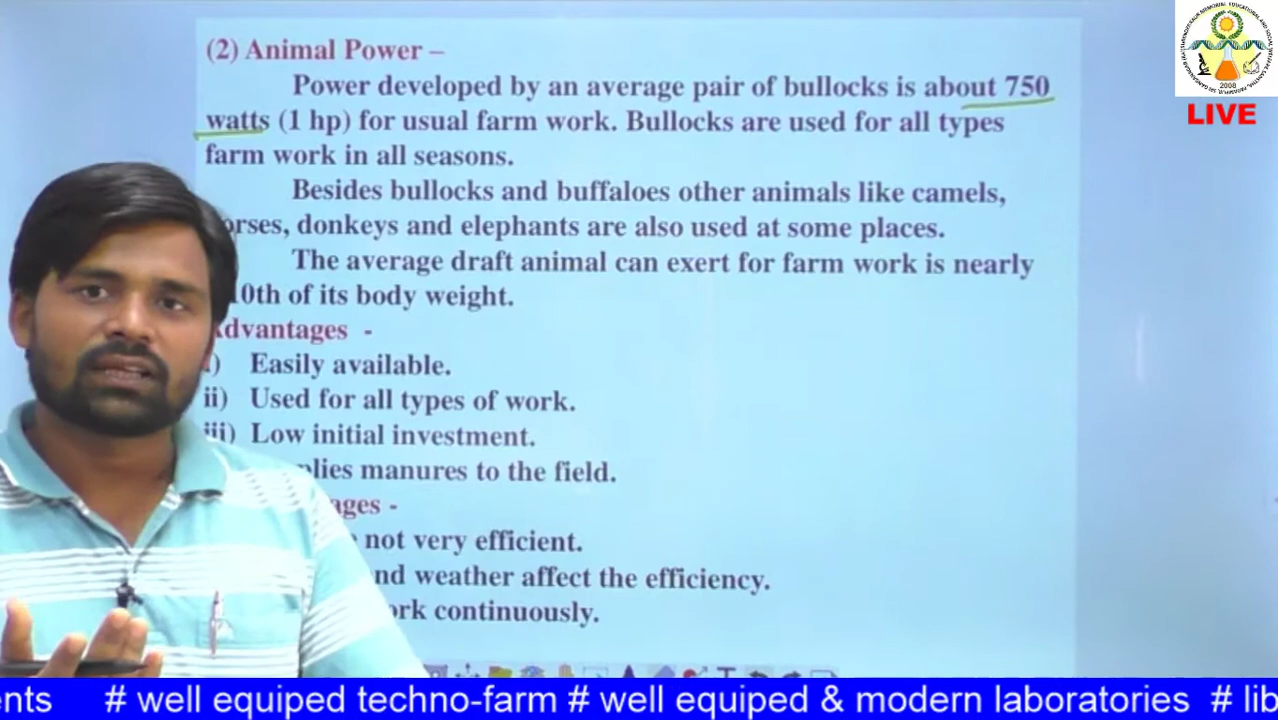 (2) Animal Power –
Power developed by an average pair of bullocks is about 750
watts (1 hp) for usual farm work. Bullocks are used for all types
farm work in all seasons.
Besides bullocks and buffaloes other animals like camels,
orses, donkeys and elephants are also used at some places.
The average draft animal can exert for farm work is nearly
10th of its body weight.
dvantages -
i) Easily available.
ii) Used for all types of work.
iii) Low initial investment.
plies manures to the field.
ages -
not very efficient.
nd weather affect the efficiency.
ork continuously.
2008
LIVE
nts # well equiped techno-farm # well equiped & modern laboratories # lib